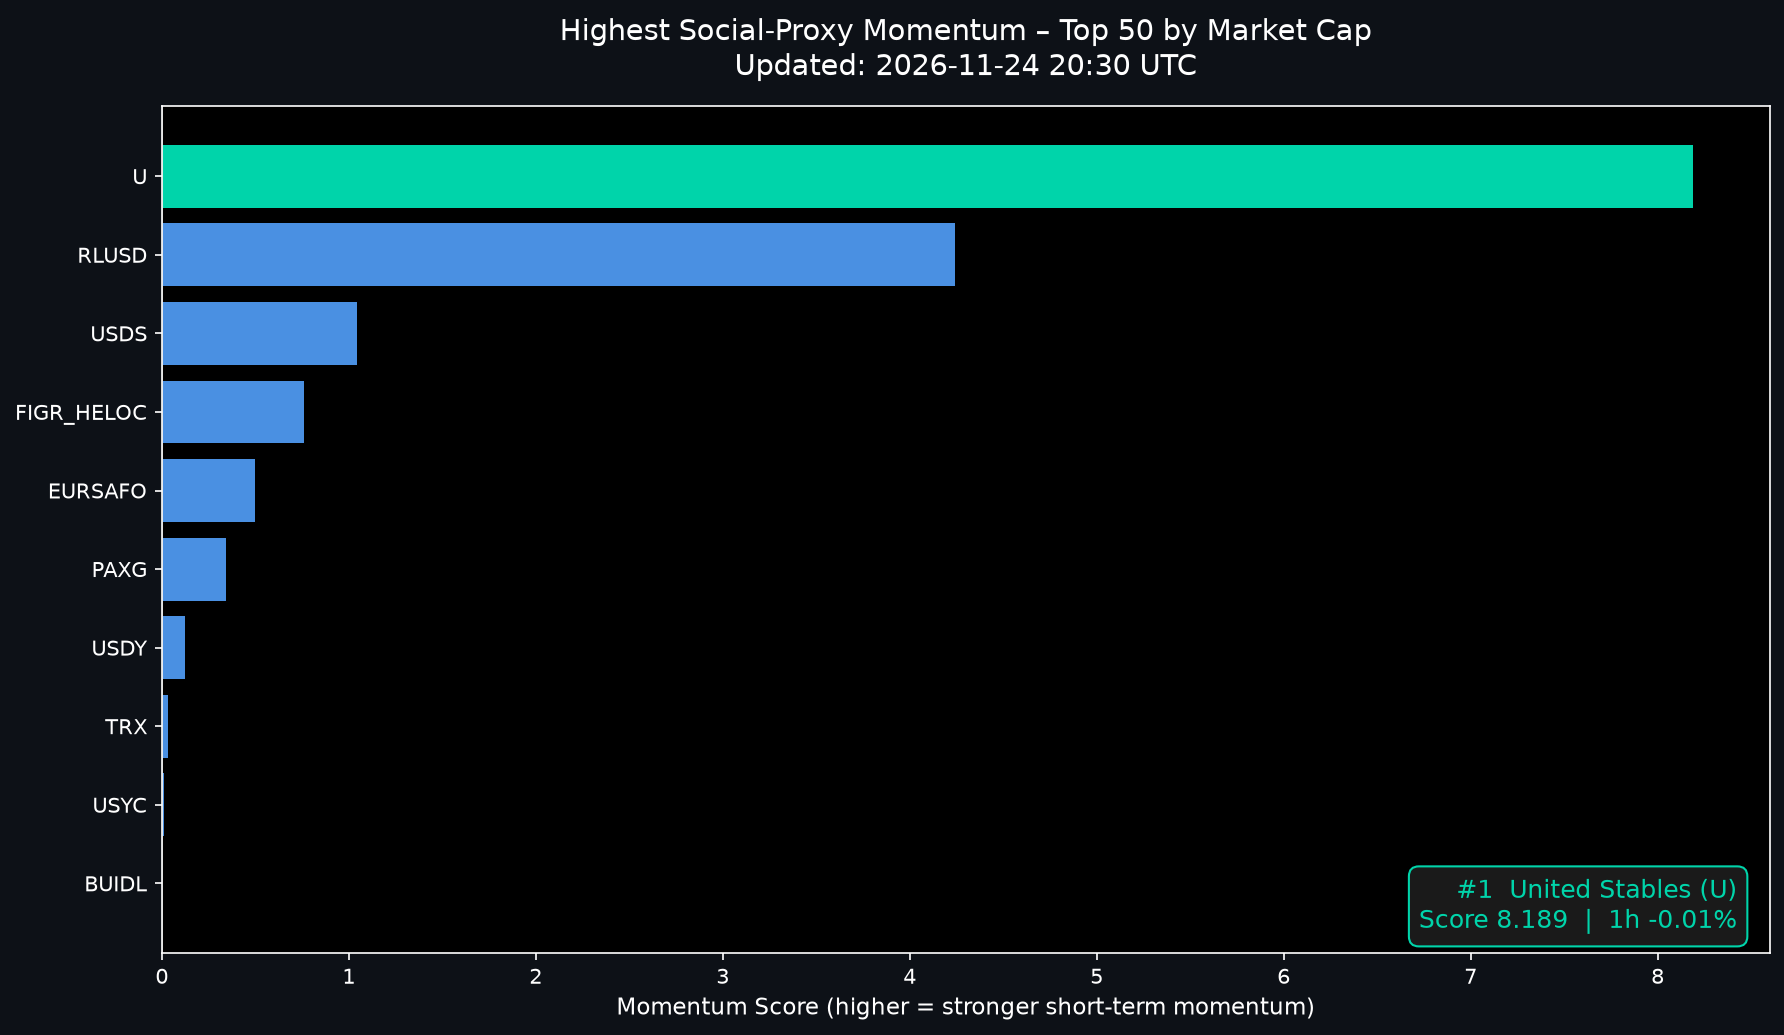 Highest Social-Proxy Momentum – Top 50 by Market Cap
Updated: 2026-11-24 20:30 UTC
U
RLUSD
USDS
FIGR_HELOC
EURSAFO
PAXG
USDY
TRX
USYC
BUIDL
#1  United Stables (U)
Score 8.189  |  1h -0.01%
0 1 2 3 4 5 6 7 8
Momentum Score (higher = stronger short-term momentum)